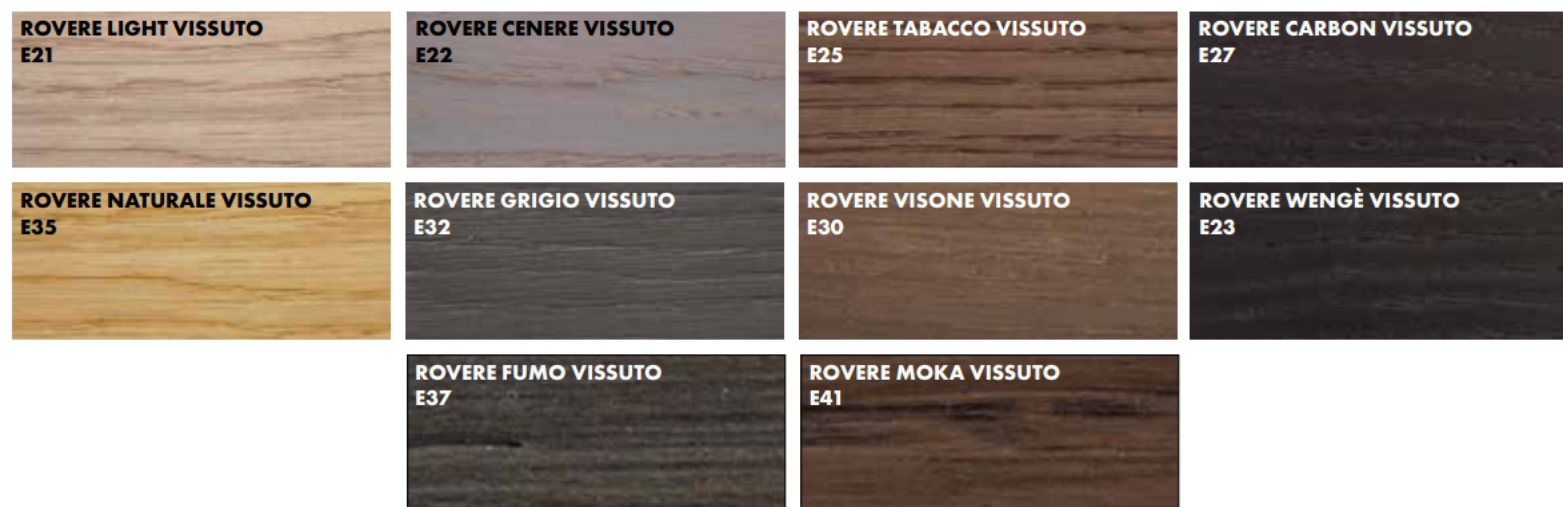 ROVERE LIGHT VISSUTO
E21
ROVERE CENERE VISSUTO
E22
ROVERE TABACCO VISSUTO
E25
ROVERE CARBON VISSUTO
E27
ROVERE NATURALE VISSUTO
E35
ROVERE GRIGIO VISSUTO
E32
ROVERE VISONE VISSUTO
E30
ROVERE WENGÈ VISSUTO
E23
ROVERE FUMO VISSUTO
E37
ROVERE MOKA VISSUTO
E41